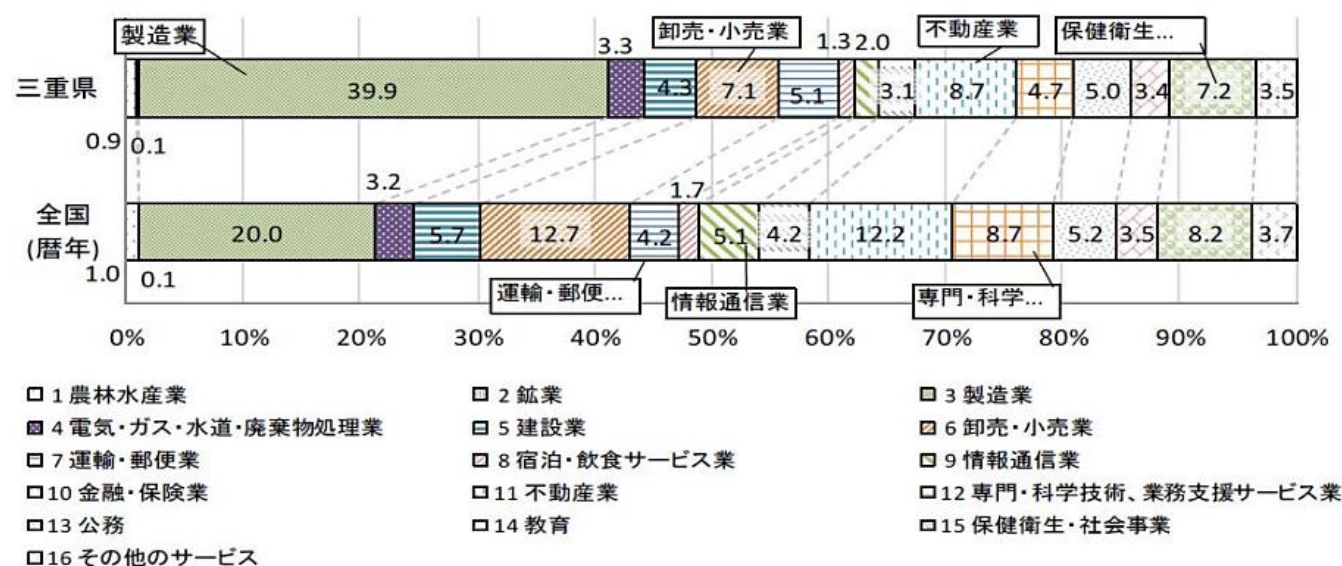 製造業
3.3
卸売・小売業
1.3 2.0
不動産業
保健衛生...
三重県
39.9 4.3 7.1 5.1 3.1 8.7 4.7 5.0 3.4 7.2 3.5
0.9 0.1
3.2 1.7
全国
(暦年)
20.0 5.7 12.7 4.2 5.1 4.2 12.2 8.7 5.2 3.5 8.2 3.7
1.0 0.1
運輸・郵便...
情報通信業
専門・科学...
0% 10% 20% 30% 40% 50% 60% 70% 80% 90% 100%
1 農林水産業 2 鉱業 3 製造業
4 電気・ガス・水道・廃棄物処理業 5 建設業 6 卸売・小売業
7 運輸・郵便業 8 宿泊・飲食サービス業 9 情報通信業
10 金融・保険業 11 不動産業 12 専門・科学技術、業務支援サービス業
13 公務 14 教育 15 保健衛生・社会事業
16 その他のサービス